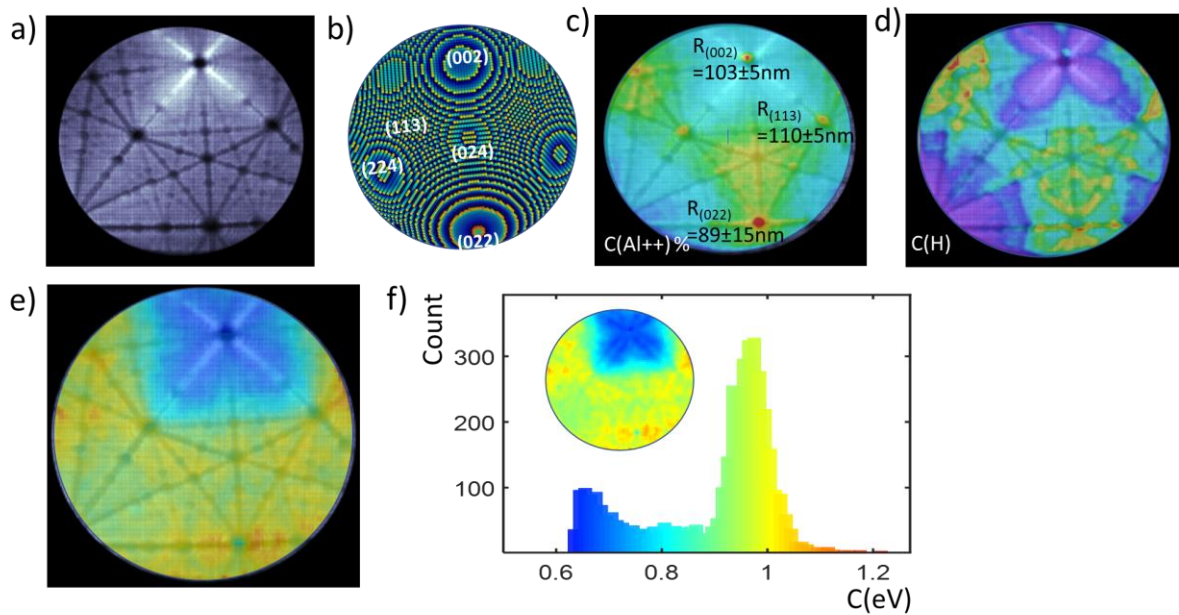 a)
b)
(002)
(113)
(024)
(224)
(022)
c)
R(002)
=103±5nm
R(113)
=110±5nm
R(022)
=89±15nm
C(Al++)%
d)
C(H)
e)
f)
Count
300
200
100
0.6 0.8 1 1.2
C(eV)